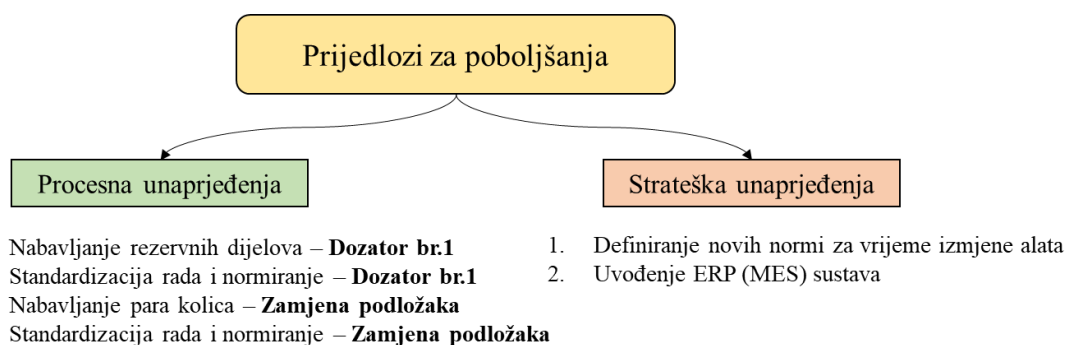 Prijedlozi za poboljšanja
Procesna unaprjeđenja
Strateška unaprjeđenja
Nabavljanje rezervnih dijelova – Dozator br.1
Standardizacija rada i normiranje – Dozator br.1
Nabavljanje para kolica – Zamjena podložaka
Standardizacija rada i normiranje – Zamjena podložaka
1. Definiranje novih normi za vrijeme izmjene alata
2. Uvođenje ERP (MES) sustava